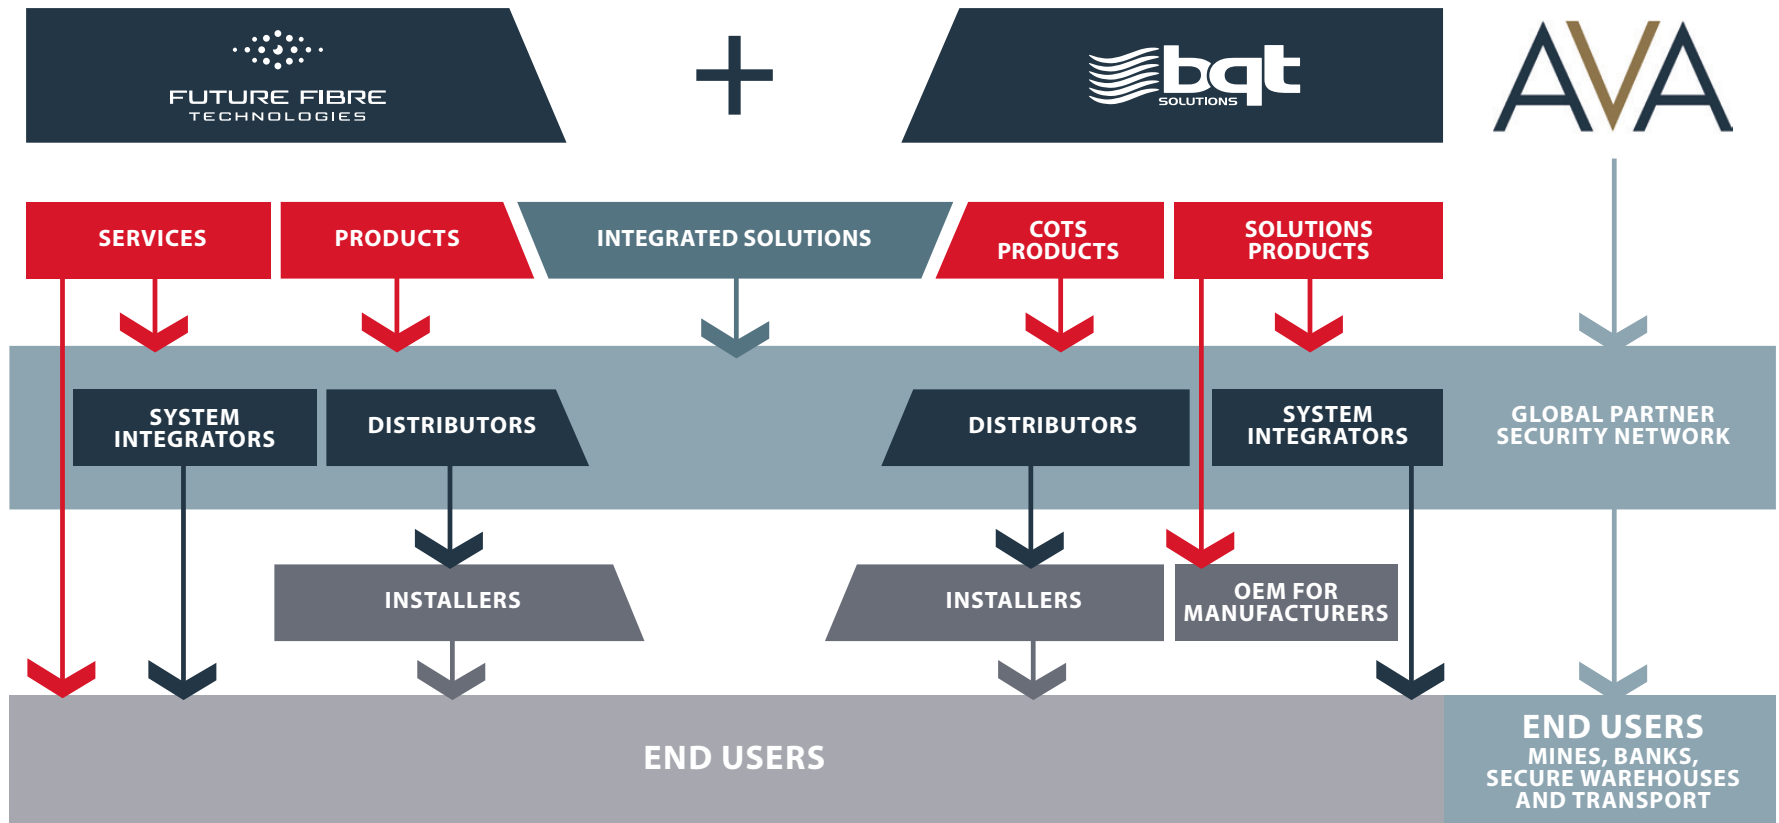 FUTURE FIBRE
TECHNOLOGIES
+
bqt
SOLUTIONS
AVA
SERVICES
PRODUCTS
INTEGRATED SOLUTIONS
COTS
PRODUCTS
SOLUTIONS
PRODUCTS
SYSTEM
INTEGRATORS
DISTRIBUTORS
DISTRIBUTORS
SYSTEM
INTEGRATORS
GLOBAL PARTNER
SECURITY NETWORK
INSTALLERS
INSTALLERS
OEM FOR
MANUFACTURERS
END USERS
END USERS
MINES, BANKS,
SECURE WAREHOUSES
AND TRANSPORT